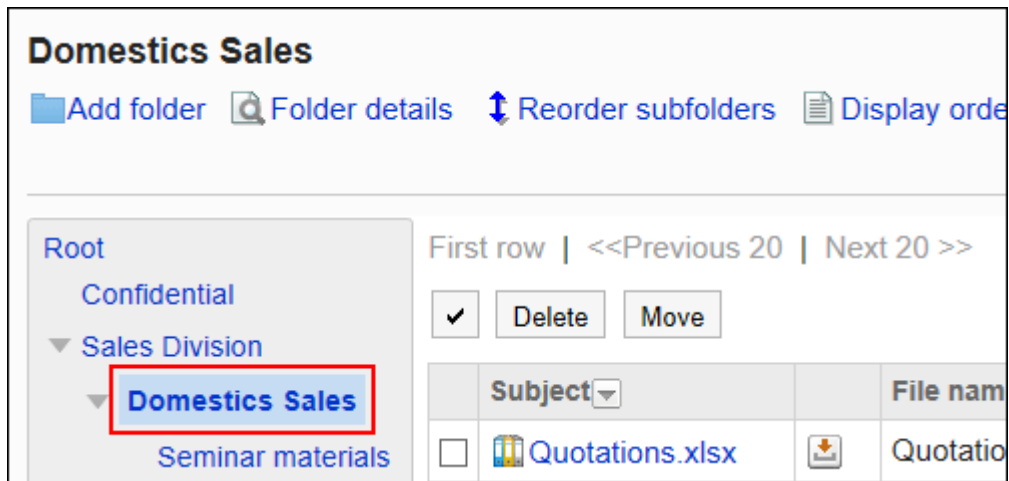 Domestics Sales
Add folder Folder details Reorder subfolders Display orde
Root
Confidential
Sales Division
Domestics Sales
Seminar materials
First row | <<Previous 20 | Next 20 >>
Delete Move
Subject File nam
Quotations.xlsx Quotatio